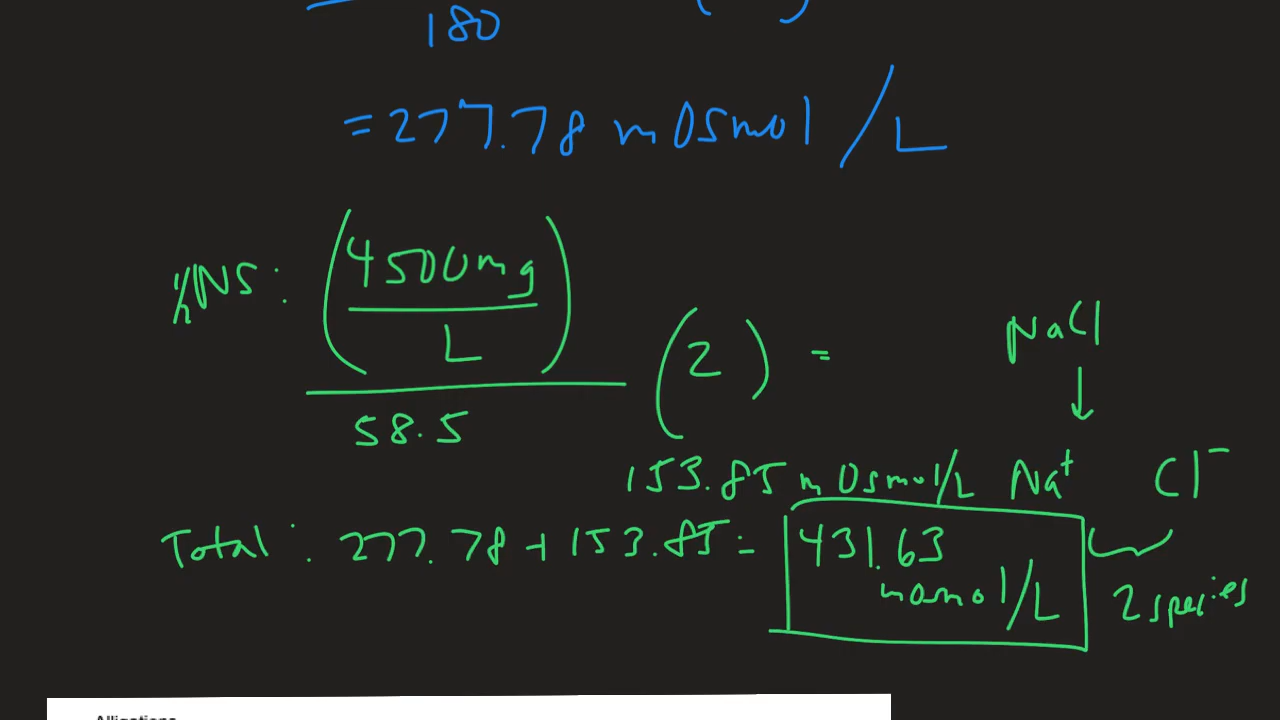 180
=277.78 mOsmol/L
½NS: (4500mg/L)/58.5 (2) =
NaCl
↓
153.85 mOsmol/L Na⁺ Cl⁻
Total: 277.78+153.85= 431.63
mOsmol/L
2 species